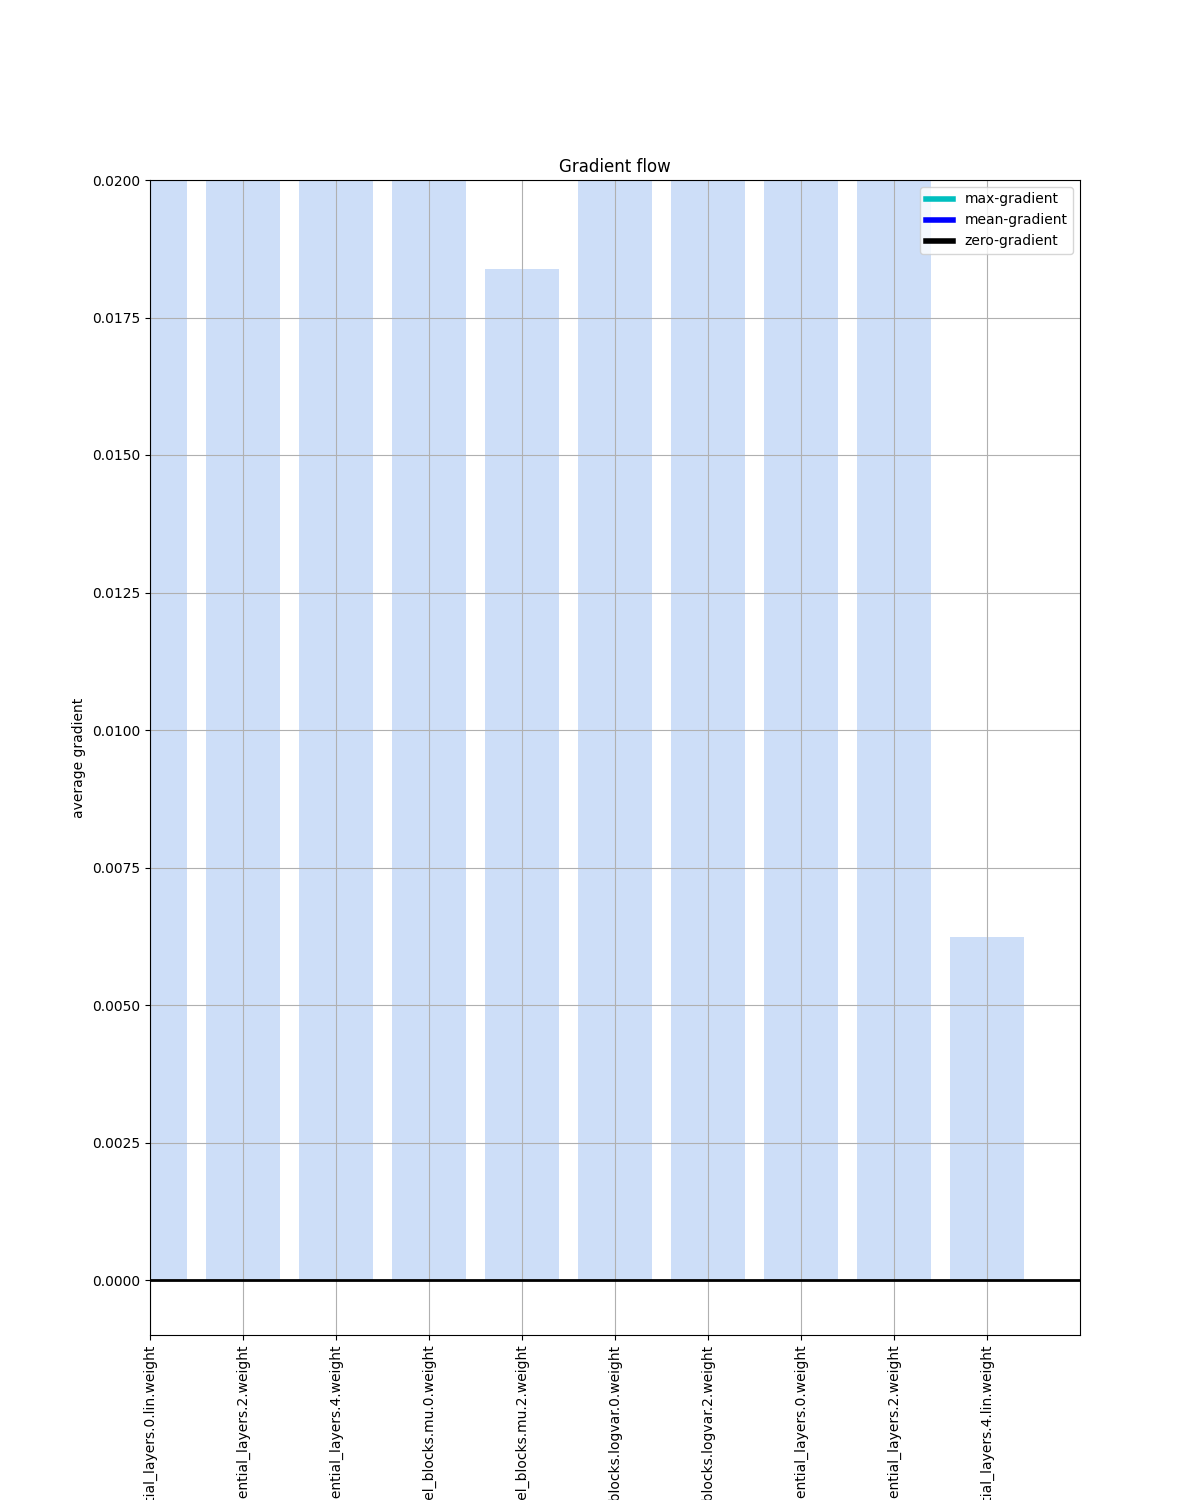 Gradient flow
max-gradient
mean-gradient
zero-gradient
0.0200
0.0175
0.0150
0.0125
0.0100
0.0075
0.0050
0.0025
0.0000
average gradient
tial_layers.0.lin.weight
ential_layers.2.weight
ential_layers.4.weight
el_blocks.mu.0.weight
el_blocks.mu.2.weight
blocks.logvar.0.weight
blocks.logvar.2.weight
ential_layers.0.weight
ential_layers.2.weight
tial_layers.4.lin.weight